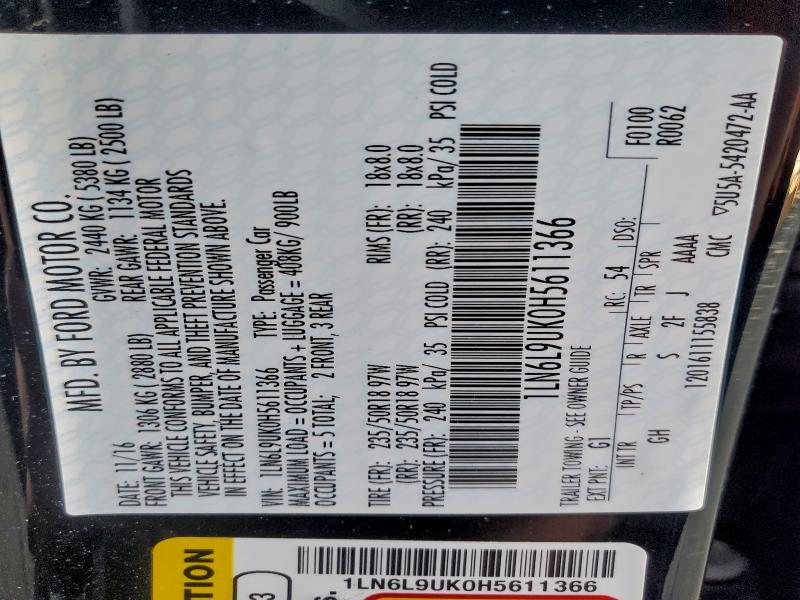 MFD. BY FORD MOTOR CO.
DATE: 11/16 GVWR: 2440 KG ( 5380 LB)
FRONT GAWR: 1306 KG ( 2880 LB) REAR GAWR: 1134 KG ( 2500 LB)
THIS VEHICLE CONFORMS TO ALL APPLICABLE FEDERAL MOTOR
VEHICLE SAFETY, BUMPER, AND THEFT PREVENTION STANDARDS
IN EFFECT ON THE DATE OF MANUFACTURE SHOWN ABOVE.
VIN: 1LN6L9UK0H5611366 TYPE: Passenger Car
MAXIMUM LOAD = OCCUPANTS + LUGGAGE = 408KG/ 900LB
OCCUPANTS = 5 TOTAL; 2 FRONT, 3 REAR
TIRE (FR): 235/50R18 97W RIMS (FR): 18x8.0
(RR): 235/50R18 97W (RR): 18x8.0
PRESSURE (FR): 240 kPa/ 35 PSI COLD (RR): 240 kPa/ 35 PSI COLD
1LN6L9UK0H5611366
TRAILER TOWING - SEE OWNER GUIDE
EXT PNT: G1 RC: 54 DSO: F0100
R0062
INT TR TP/PS R AXLE TR SPR
GH S 2F J AAAAA
1201611155838 CMC ▽5U5A-5420472-AA
1LN6L9UK0H5611366